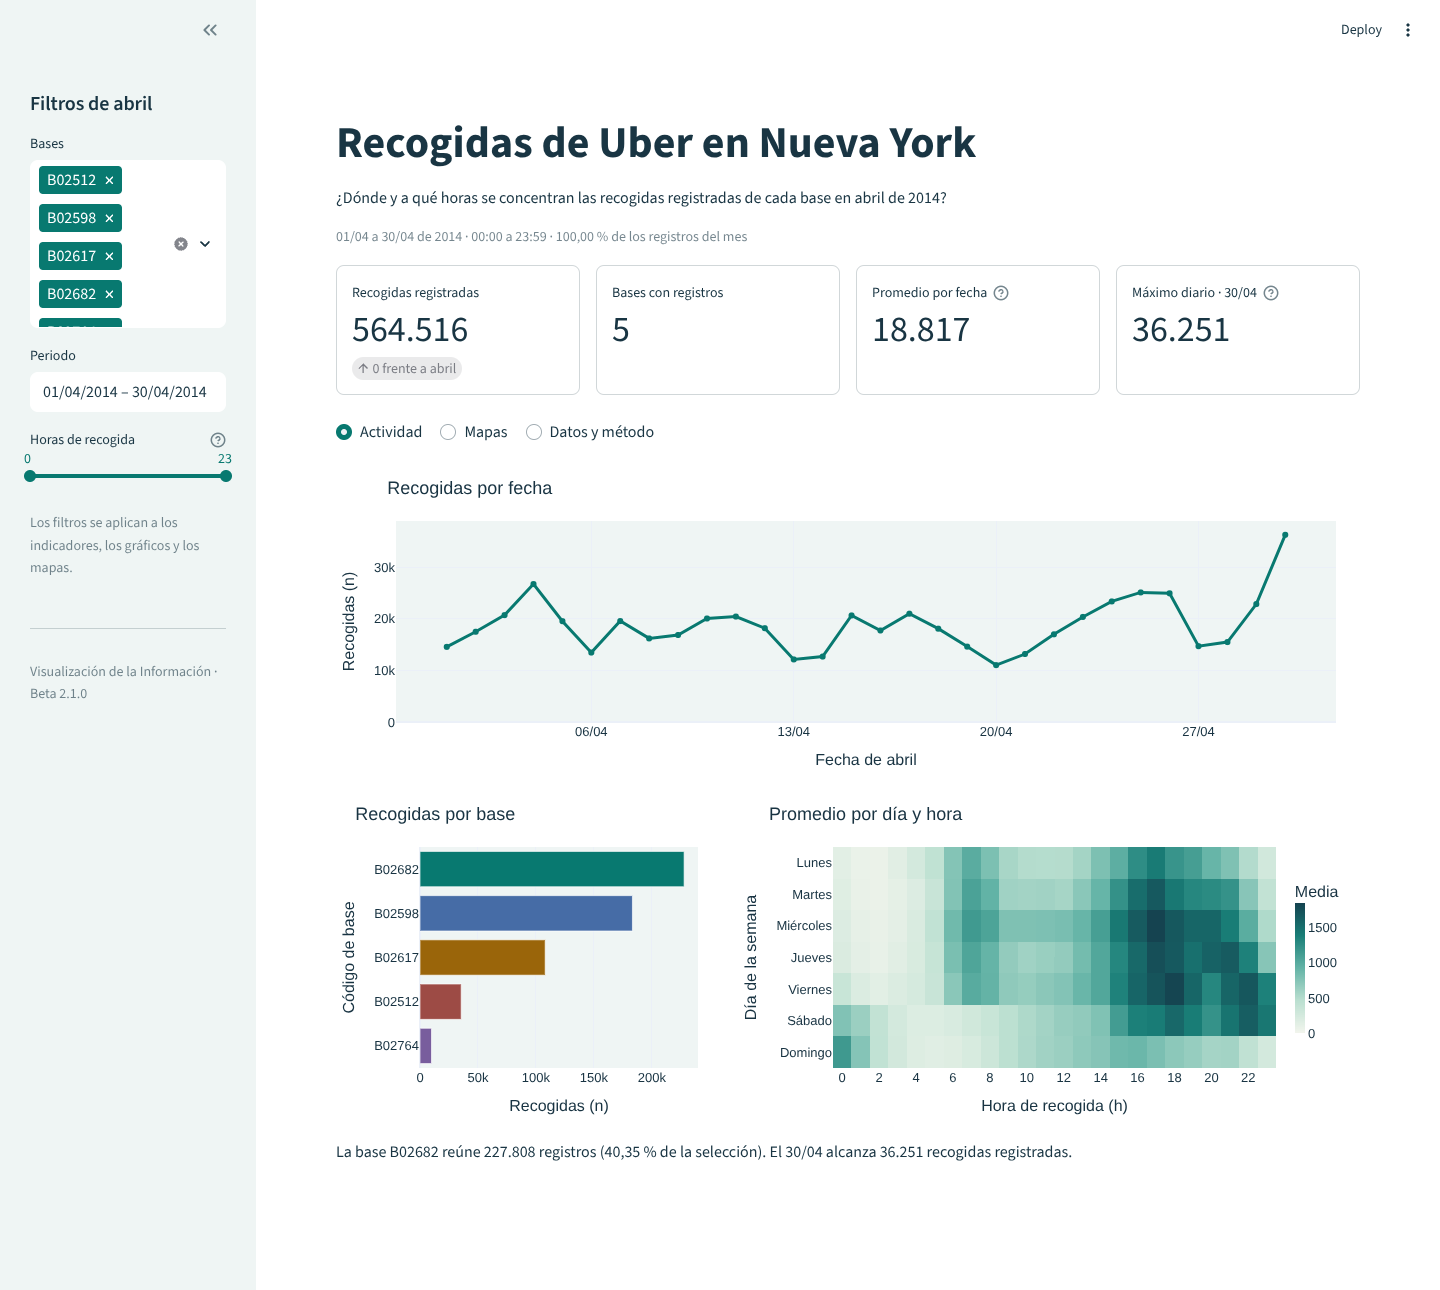 Deploy
Filtros de abril
Bases
B02512
B02598
B02617
B02682
Periodo
01/04/2014 – 30/04/2014
Horas de recogida
0 23
Los filtros se aplican a los
indicadores, los gráficos y los
mapas.
Visualización de la Información ·
Beta 2.1.0
Recogidas de Uber en Nueva York
¿Dónde y a qué horas se concentran las recogidas registradas de cada base en abril de 2014?
01/04 a 30/04 de 2014 · 00:00 a 23:59 · 100,00 % de los registros del mes
Recogidas registradas
564.516
↑ 0 frente a abril
Bases con registros
5
Promedio por fecha
18.817
Máximo diario · 30/04
36.251
Actividad Mapas Datos y método
Recogidas por fecha
Recogidas (n)
30k
20k
10k
0
06/04 13/04 20/04 27/04
Fecha de abril
Recogidas por base
Código de base
B02682
B02598
B02617
B02512
B02764
0 50k 100k 150k 200k
Recogidas (n)
Promedio por día y hora
Día de la semana
Lunes
Martes
Miércoles
Jueves
Viernes
Sábado
Domingo
0 2 4 6 8 10 12 14 16 18 20 22
Hora de recogida (h)
Media
1500
1000
500
0
La base B02682 reúne 227.808 registros (40,35 % de la selección). El 30/04 alcanza 36.251 recogidas registradas.